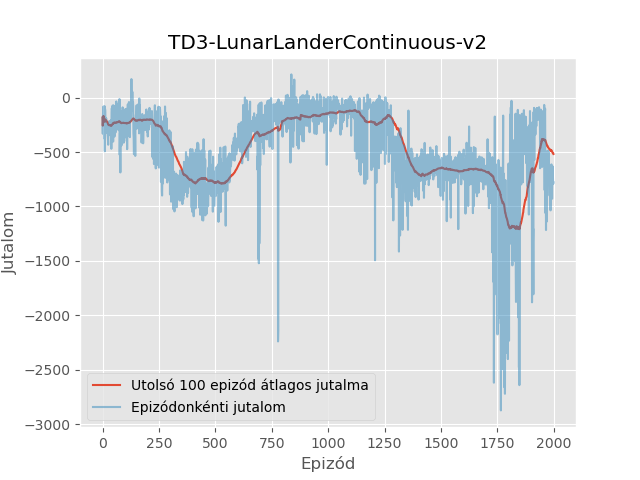 TD3-LunarLanderContinuous-v2
Jutalom
0
−500
−1000
−1500
−2000
−2500
−3000
Utolsó 100 epizód átlagos jutalma
Epizódonkénti jutalom
0 250 500 750 1000 1250 1500 1750 2000
Epizód